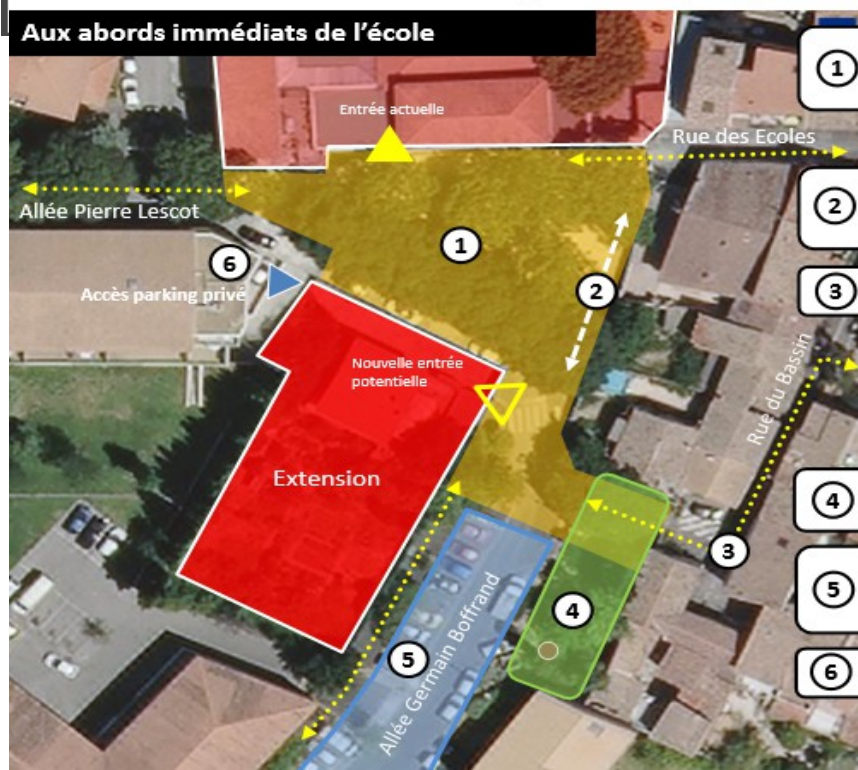 Aux abords immédiats de l'école
Entrée actuelle
Rue des Ecoles
Allée Pierre Lescot
1
2
6
Accès parking privé
Nouvelle entrée
potentielle
Extension
Rue du Bassin
3
4
5
Allée Germain Boffrand
1
2
3
4
5
6